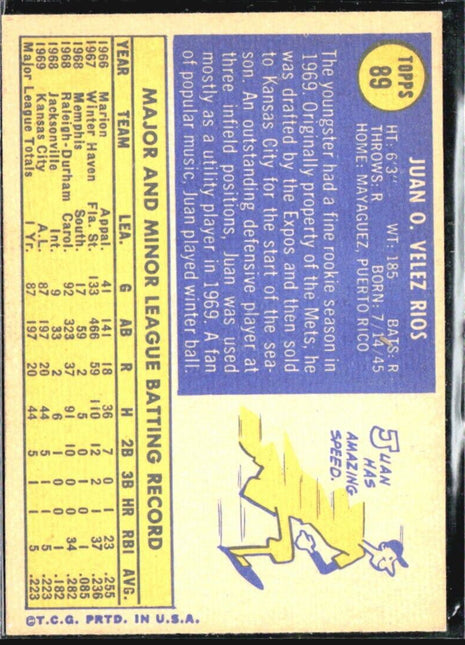 TOPPS
89
JUAN O. VELEZ RIOS
HT: 6'3" WT: 185 BATS: R
THROWS: R BORN: 7/14/45
HOME: MAYAGUEZ, PUERTO RICO
The youngster had a fine rookie season in
1969. Originally property of the Mets, he
was drafted by the Expos and then sold
to Kansas City for the start of the sea-
son. An outstanding defensive player at
three infield positions, Juan was used
mostly as a utility player in 1969. A fan
of popular music, Juan played winter ball.
JUAN
HAS
AMAZING
SPEED.
MAJOR AND MINOR LEAGUE BATTING RECORD
YEAR TEAM LEA. G AB R H 2B 3B HR RBI AVG.
1966 Marion Appal. 41 141 18 36 7 0 23 .255
1967 Winter Haven Fla. St. 133 466 59 110 12 2 1 37 .236
1968 Memphis South. 17 59 2 5 0 0 0 .085
1968 Raleigh-Durham Carol. 92 323 37 91 10 0 34 .282
1968 Jacksonville Int. 9 33 2 6 1 0 0 1 .182
1969 Kansas City A.L. 87 197 20 44 5 1 1 5 .223
Major League Totals 1 Yr. 87 197 20 44 5 1 1 5 .223
©T.C.G. PRTD. IN U.S.A.